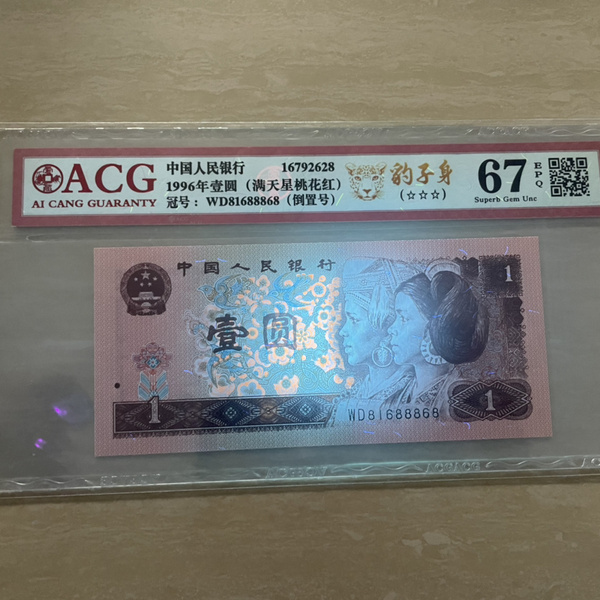 ACG
AI CANG GUARANTY
中国人民银行 16792628
1996年壹圆（满天星桃花红）
冠号：WD81688868（倒置号）
豹子身
(☆☆☆)
67
EPQ
Superb Gem Unc
中国人民银行
1
壹圆
1
WD81688868
1